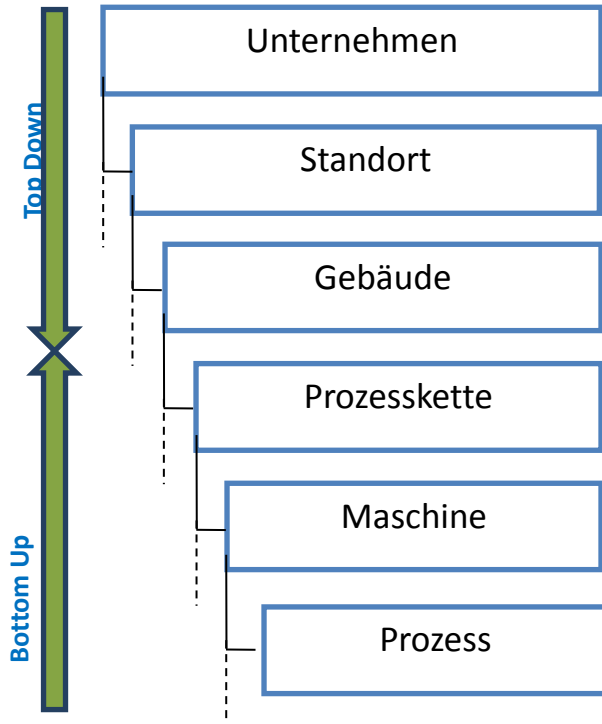 Unternehmen
Standort
Gebäude
Prozesskette
Maschine
Prozess
Top Down
Bottom Up